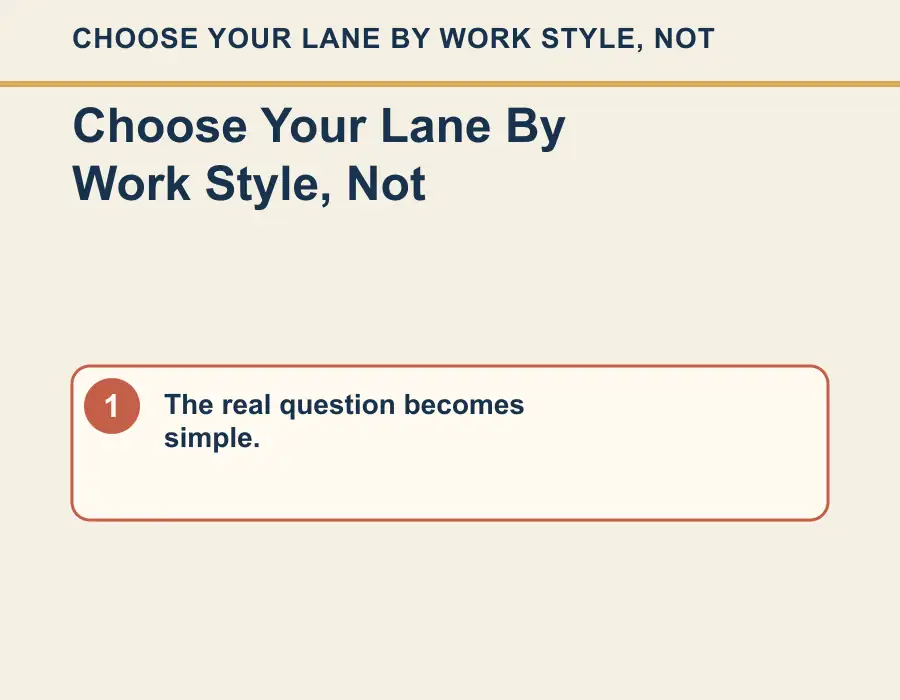 CHOOSE YOUR LANE BY WORK STYLE, NOT
Choose Your Lane By
Work Style, Not
1
The real question becomes
simple.